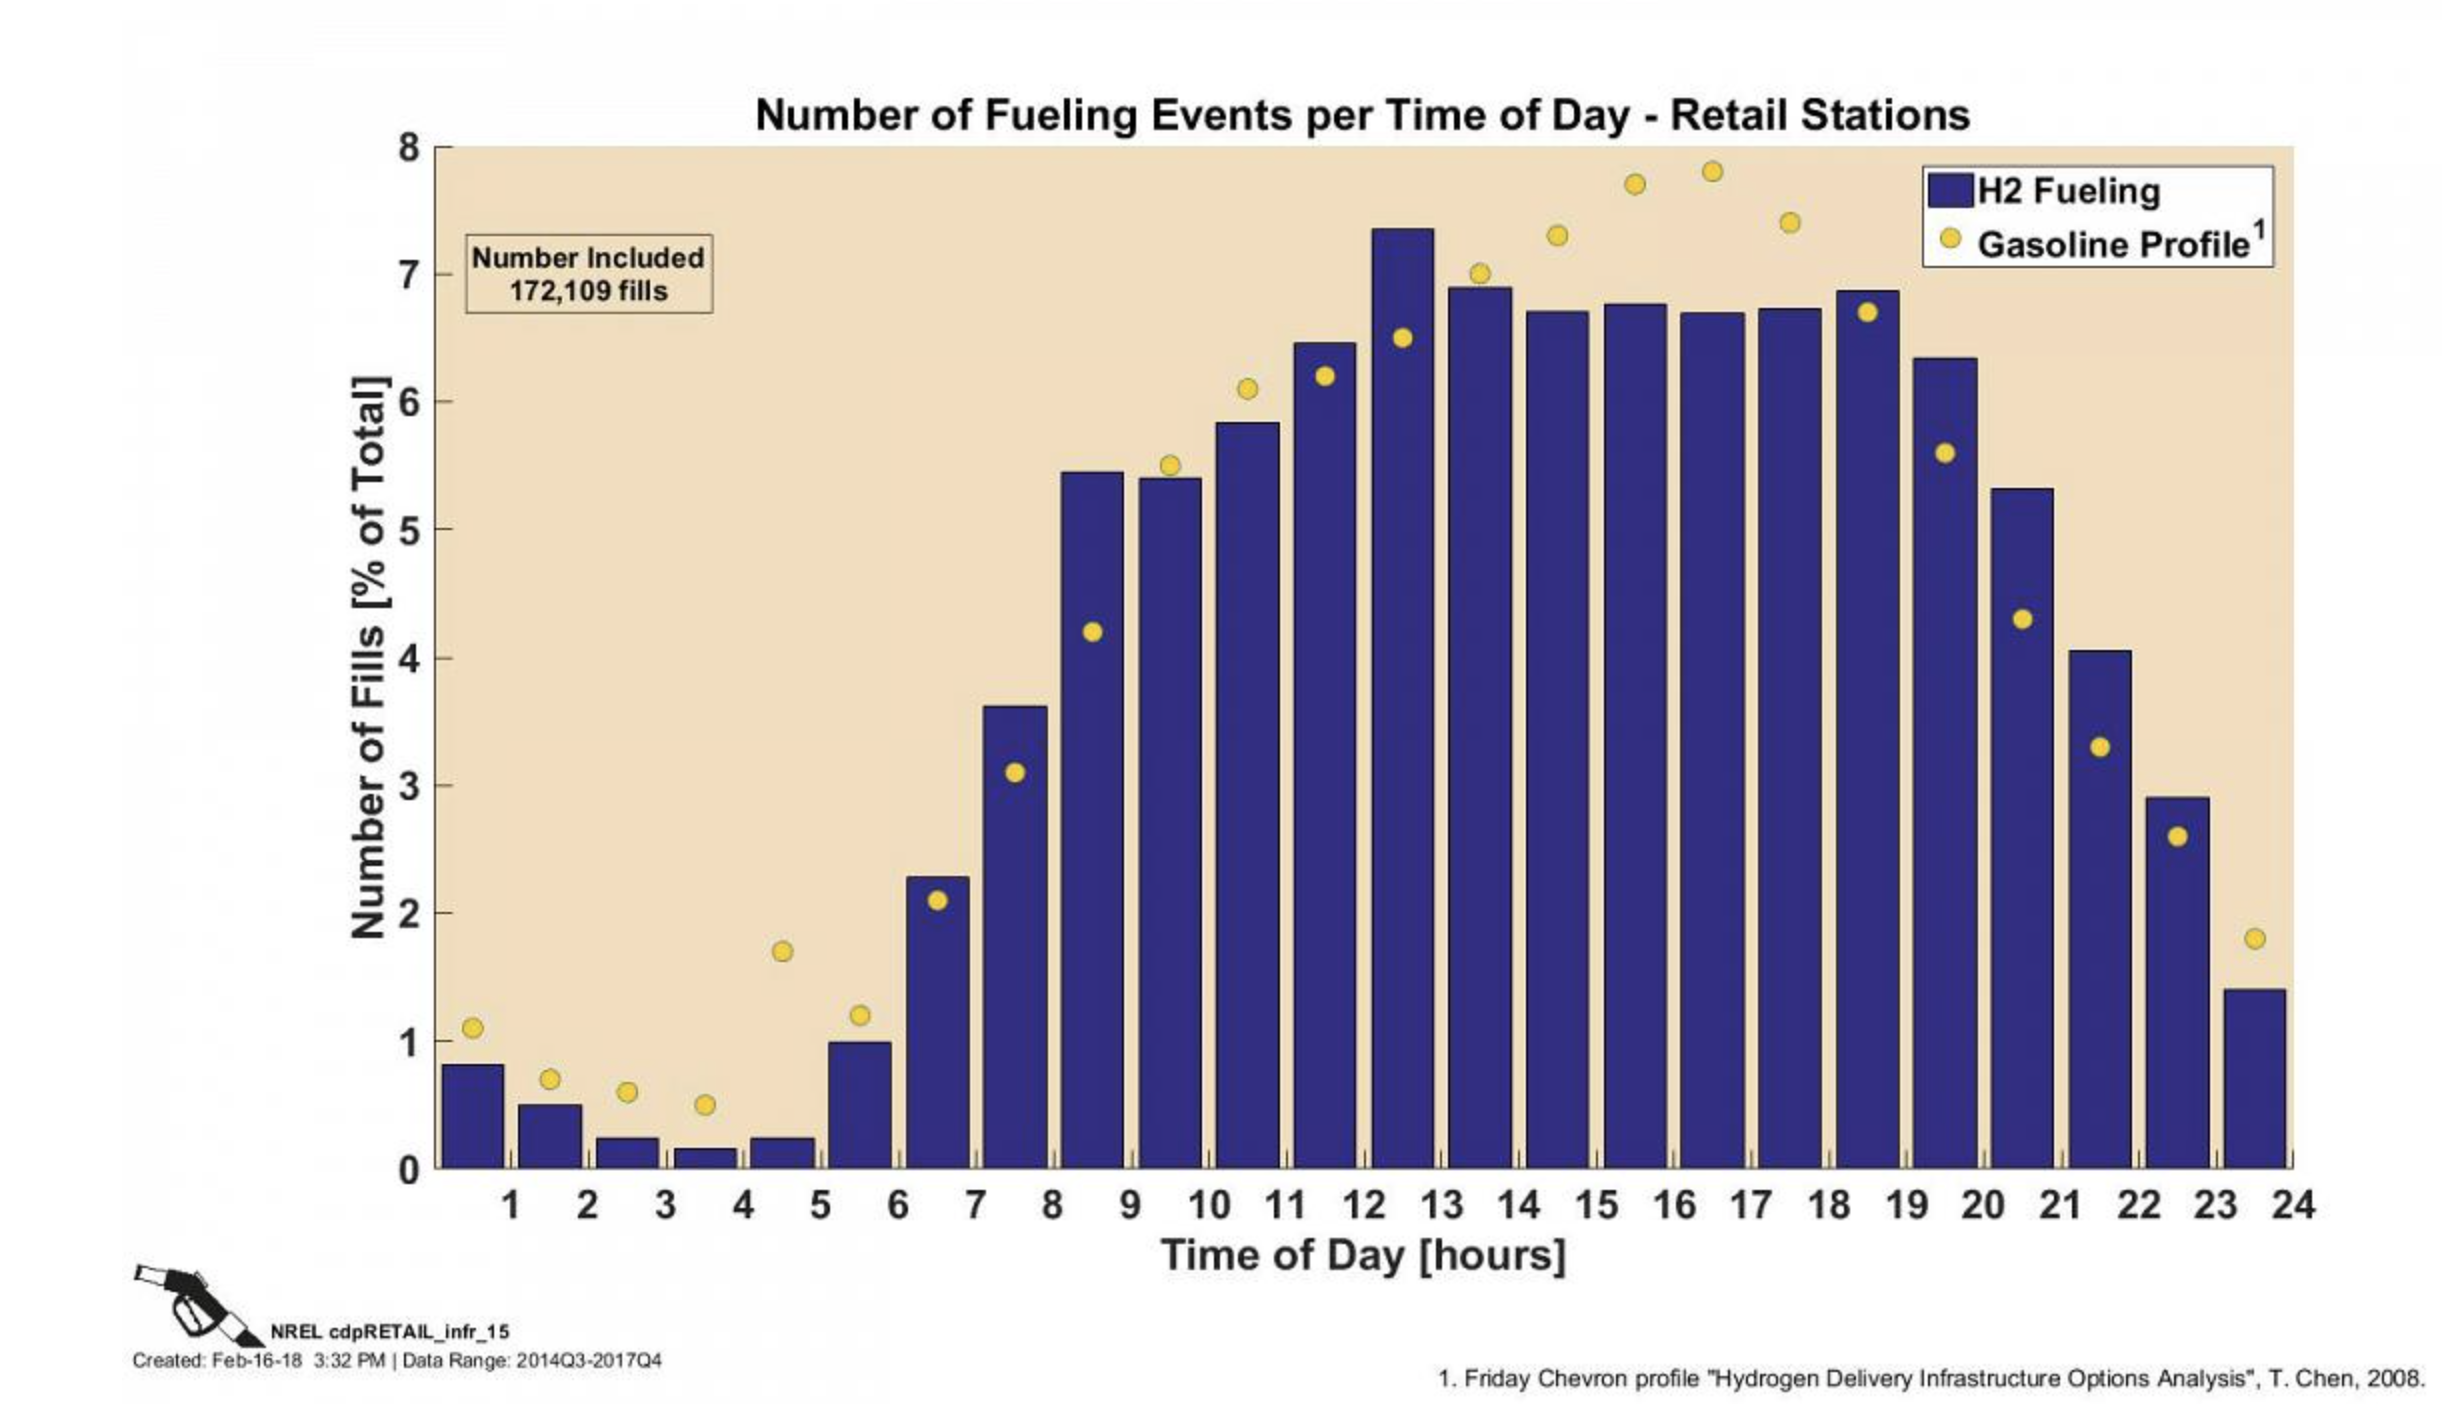 Number of Fueling Events per Time of Day - Retail Stations
8
7
6
5
4
3
2
1
0
Number of Fills [% of Total]
Number Included
172,109 fills
H2 Fueling
Gasoline Profile1
1 2 3 4 5 6 7 8 9 10 11 12 13 14 15 16 17 18 19 20 21 22 23 24
Time of Day [hours]
NREL cdpRETAIL_infr_15
Created: Feb-16-18 3:32 PM | Data Range: 2014Q3-2017Q4
1. Friday Chevron profile "Hydrogen Delivery Infrastructure Options Analysis", T. Chen, 2008.